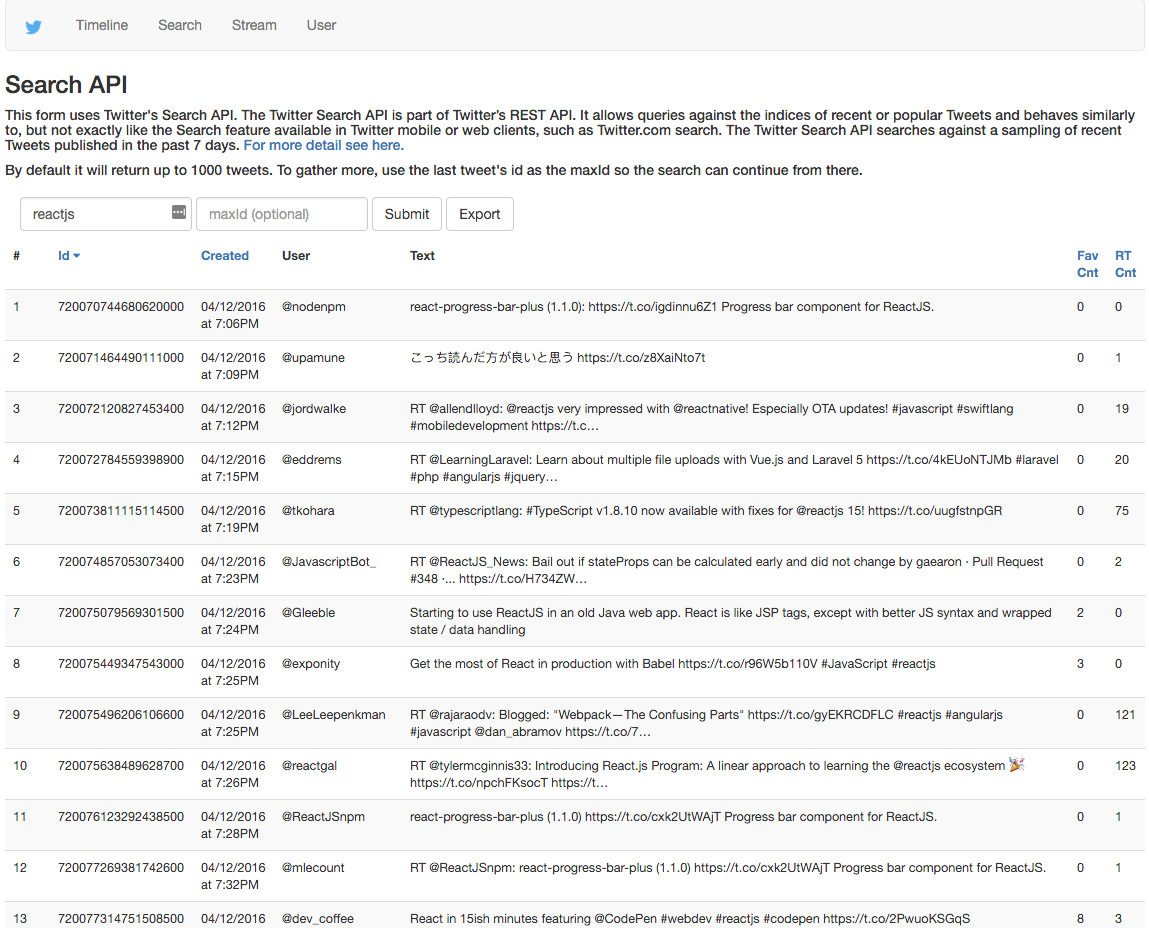 Timeline Search Stream User
Search API
This form uses Twitter's Search API. The Twitter Search API is part of Twitter's REST API. It allows queries against the indices of recent or popular Tweets and behaves similarly
to, but not exactly like the Search feature available in Twitter mobile or web clients, such as Twitter.com search. The Twitter Search API searches against a sampling of recent
Tweets published in the past 7 days. For more detail see here.
By default it will return up to 1000 tweets. To gather more, use the last tweet's id as the maxId so the search can continue from there.
reactjs maxId (optional) Submit Export
# Id Created User Text Fav RT
Cnt Cnt
1 720070744680620000 04/12/2016 @nodenpm react-progress-bar-plus (1.1.0): https://t.co/igdinnu6Z1 Progress bar component for ReactJS. 0 0
at 7:06PM
2 720071464490111000 04/12/2016 @upamune こっち読んだ方が良いと思う https://t.co/z8XaiNto7t 0 1
at 7:09PM
3 720072120827453400 04/12/2016 @jordwalke RT @allendlloyd: @reactjs very impressed with @reactnative! Especially OTA updates! #javascript #swiftlang 0 19
at 7:12PM #mobiledevelopment https://t.c…
4 720072784559398900 04/12/2016 @eddrems RT @LearningLaravel: Learn about multiple file uploads with Vue.js and Laravel 5 https://t.co/4kEUoNTJMb #laravel 0 20
at 7:15PM #php #angularjs #jquery…
5 720073811115114500 04/12/2016 @tkohara RT @typescriptlang: #TypeScript v1.8.10 now available with fixes for @reactjs 15! https://t.co/uugfstnpGR 0 75
at 7:19PM
6 720074857053073400 04/12/2016 @JavascriptBot_ RT @ReactJS_News: Bail out if stateProps can be calculated early and did not change by gaearon · Pull Request 0 2
at 7:23PM #348 ·... https://t.co/H734ZW…
7 720075079569301500 04/12/2016 @Gleeble Starting to use ReactJS in an old Java web app. React is like JSP tags, except with better JS syntax and wrapped 2 0
at 7:24PM state / data handling
8 720075449347543000 04/12/2016 @exponity Get the most of React in production with Babel https://t.co/r96W5b110V #JavaScript #reactjs 3 0
at 7:25PM
9 720075496206106600 04/12/2016 @LeeLeepenkman RT @rajaraodv: Blogged: "Webpack — The Confusing Parts" https://t.co/gyEKRCDFLC #reactjs #angularjs 0 121
at 7:25PM #javascript @dan_abramov https://t.co/7…
10 720075638489628700 04/12/2016 @reactgal RT @tylermcginnis33: Introducing React.js Program: A linear approach to learning the @reactjs ecosystem 🎉 0 123
at 7:26PM https://t.co/npchFKsocT https://t…
11 720076123292438500 04/12/2016 @ReactJSnpm react-progress-bar-plus (1.1.0) https://t.co/cxk2UtWAjT Progress bar component for ReactJS. 0 1
at 7:28PM
12 720077269381742600 04/12/2016 @mlecount RT @ReactJSnpm: react-progress-bar-plus (1.1.0) https://t.co/cxk2UtWAjT Progress bar component for ReactJS. 0 1
at 7:32PM
13 720077314751508500 04/12/2016 @dev_coffee React in 15ish minutes featuring @CodePen #webdev #reactjs #codepen https://t.co/2PwuoKSGqS 8 3